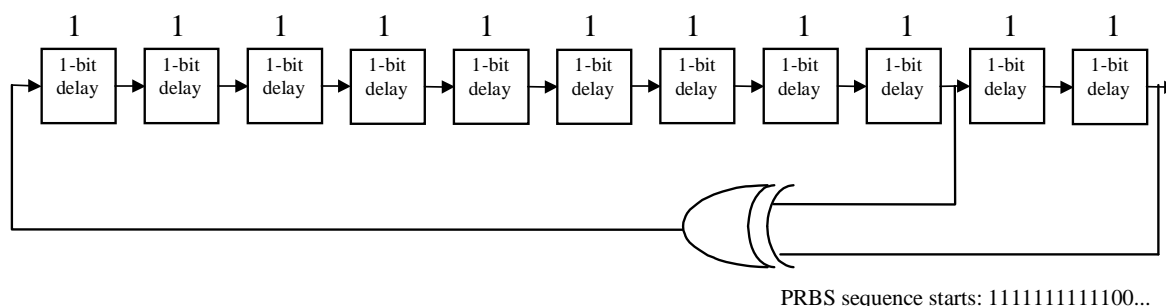 1 1 1 1 1 1 1 1 1 1 1
1-bit 1-bit 1-bit 1-bit 1-bit 1-bit 1-bit 1-bit 1-bit 1-bit 1-bit
delay delay delay delay delay delay delay delay delay delay delay
PRBS sequence starts: 1111111111100...